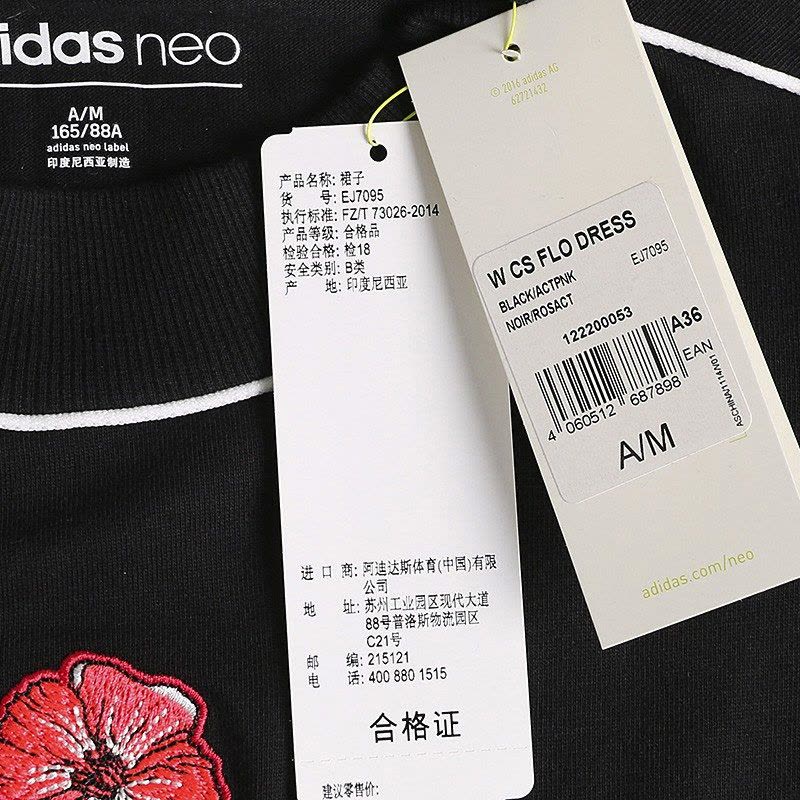 idas neo
A/M
165/88A
adidas neo label
印度尼西亚制造
产品名称: 裙子
货 号: EJ7095
执行标准: FZ/T 73026-2014
产品等级: 合格品
检验合格: 检18
安全类别: B类
产 地: 印度尼西亚
进 口 商: 阿迪达斯体育(中国)有限
公司
地 址: 苏州工业园区现代大道
88号普洛斯物流园区
C21号
邮 编: 215121
电 话: 400 880 1515
合格证
建议零售价:
© 2016 adidas AG
62721432
W CS FLO DRESS
BLACK/ACTPNK EJ7095
NOIR/ROSACT
122200053
A36
4 060512 687898
EAN
A/M
adidas.com/neo